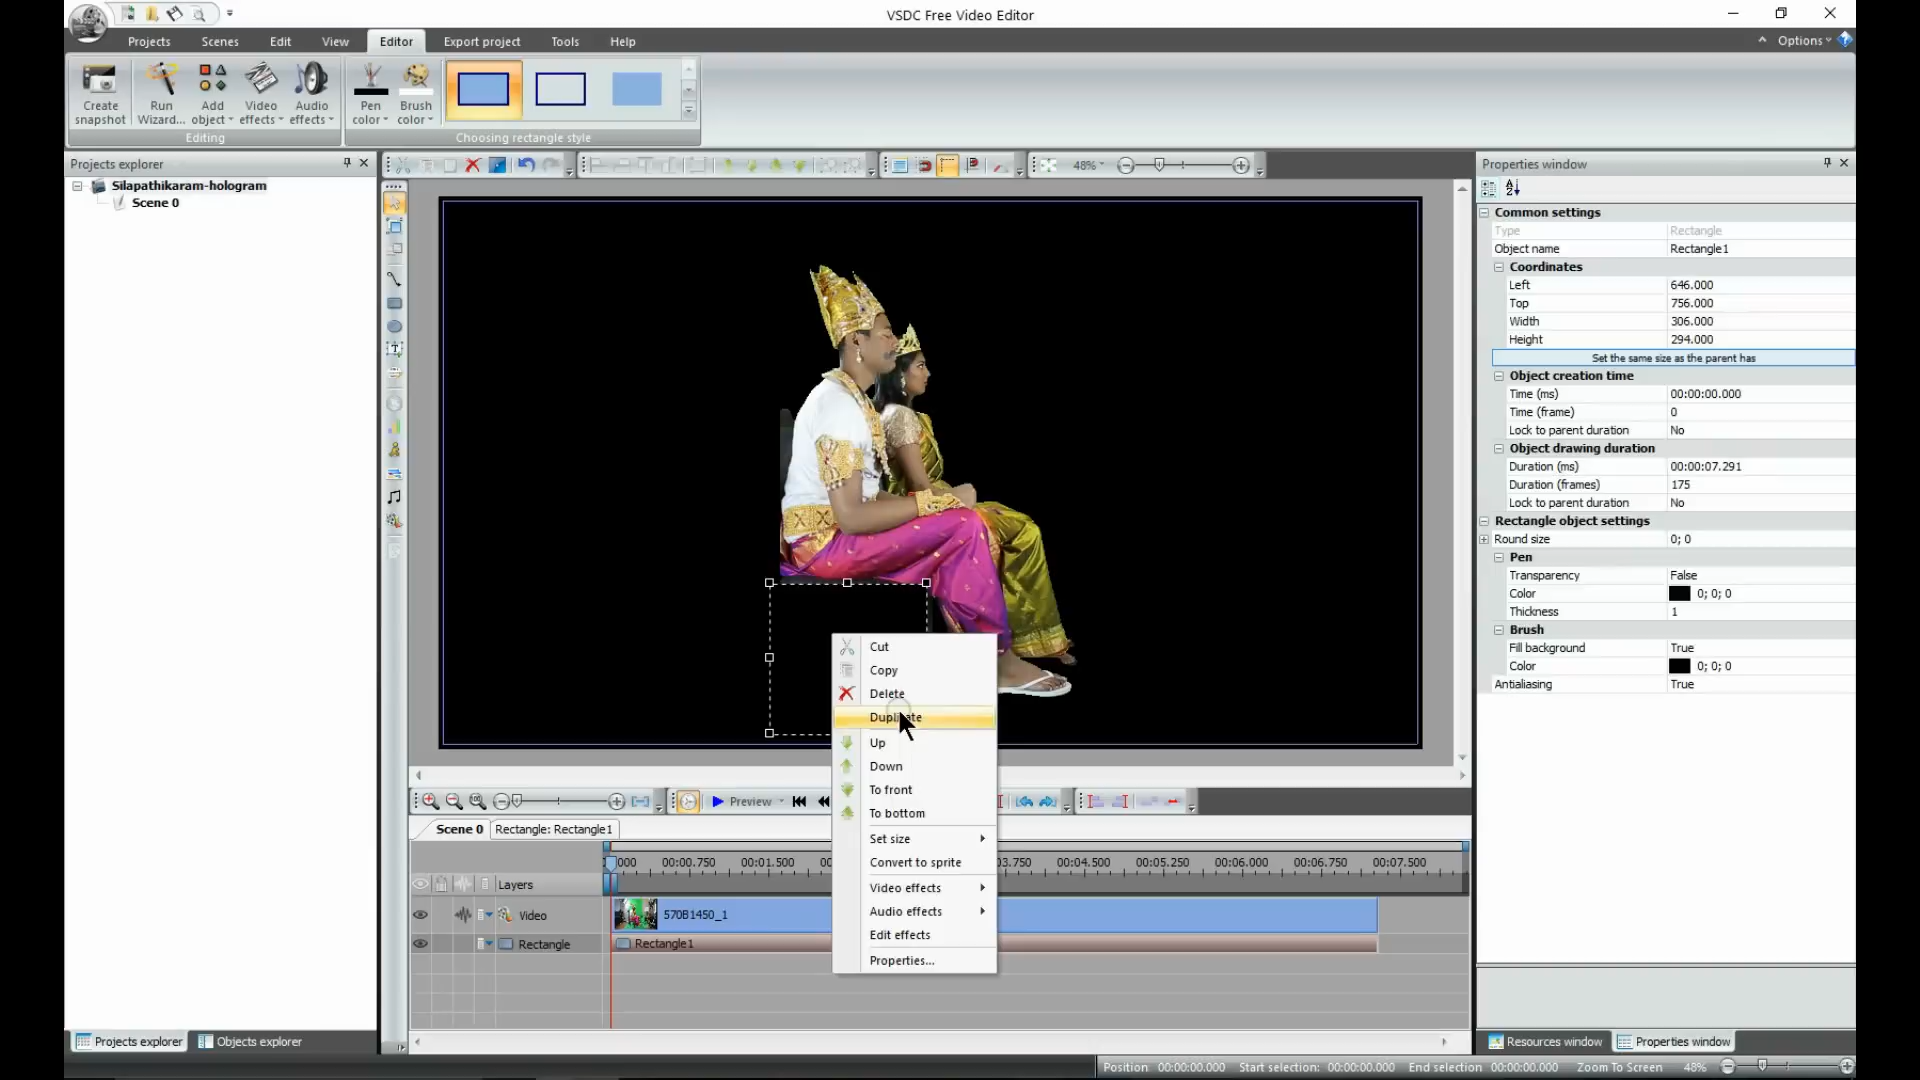 VSDC Free Video Editor
Projects
Scenes
Edit
View
Editor
Export project
Tools
Help
Options
Create snapshot
Run Wizard...
Add object
Video effects
Audio effects
Pen color
Brush color
Editing
Choosing rectangle style
Projects explorer
Silapathikaram-hologram
Scene 0
48%
Properties window
Common settings
Type Rectangle
Object name Rectangle1
Coordinates
Left 646.000
Top 756.000
Width 306.000
Height 294.000
Set the same size as the parent has
Object creation time
Time (ms) 00:00:00.000
Time (frame) 0
Lock to parent duration No
Object drawing duration
Duration (ms) 00:00:07.291
Duration (frames) 175
Lock to parent duration No
Rectangle object settings
Round size 0; 0
Pen
Transparency False
Color 0; 0; 0
Thickness 1
Brush
Fill background True
Color 0; 0; 0
Antialiasing True
Cut
Copy
Delete
Duplicate
Up
Down
To front
To bottom
Set size
Convert to sprite
Video effects
Audio effects
Edit effects
Properties...
Preview
Scene 0
Rectangle: Rectangle1
000 00:00.750 00:01.500 00 03.750 00:04.500 00:05.250 00:06.000 00:06.750 00:07.500
Layers
Video 570B1450_1
Rectangle Rectangle1
Projects explorer
Objects explorer
Resources window
Properties window
Position: 00:00:00.000 Start selection: 00:00:00.000 End selection 00:00:00.000 Zoom To Screen 48%